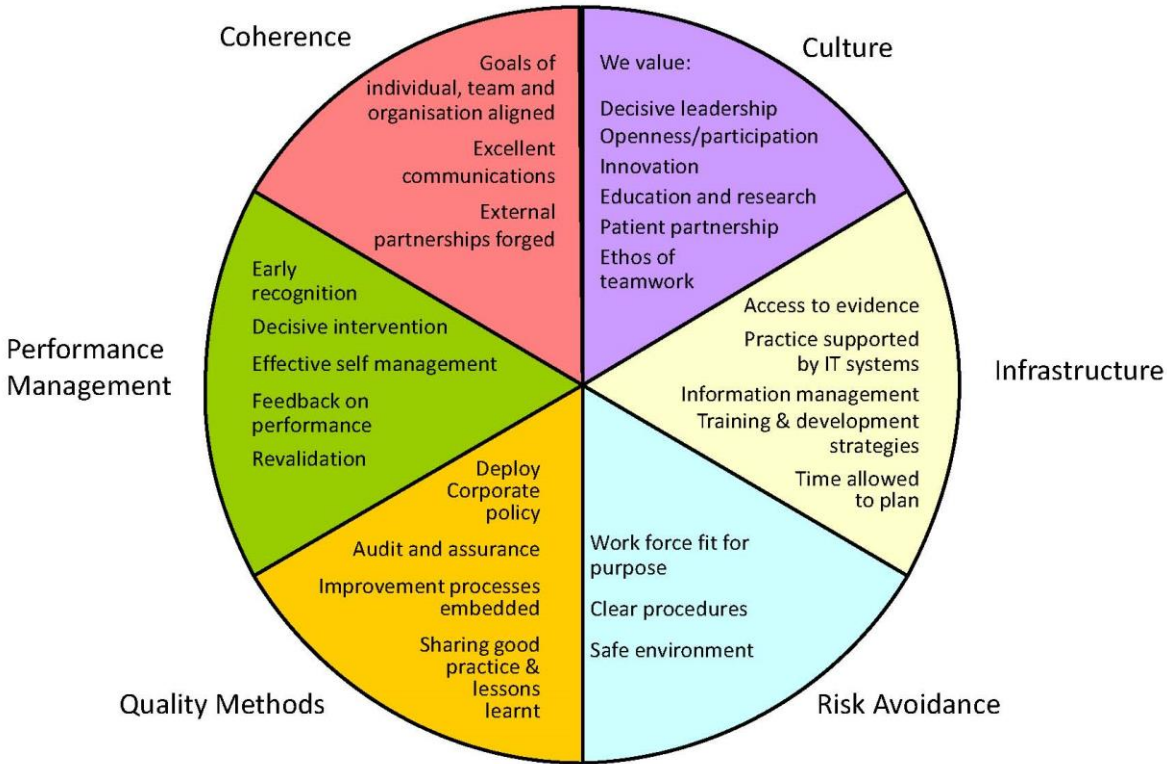 Coherence
Goals of
individual, team and
organisation aligned
Excellent
communications
External
partnerships forged
Culture
We value:
Decisive leadership
Openness/participation
Innovation
Education and research
Patient partnership
Ethos of
teamwork
Infrastructure
Access to evidence
Practice supported
by IT systems
Information management
Training & development
strategies
Time allowed
to plan
Risk Avoidance
Work force fit for
purpose
Clear procedures
Safe environment
Quality Methods
Deploy
Corporate
policy
Audit and assurance
Improvement processes
embedded
Sharing good
practice &
lessons
learnt
Performance
Management
Early
recognition
Decisive intervention
Effective self management
Feedback on
performance
Revalidation